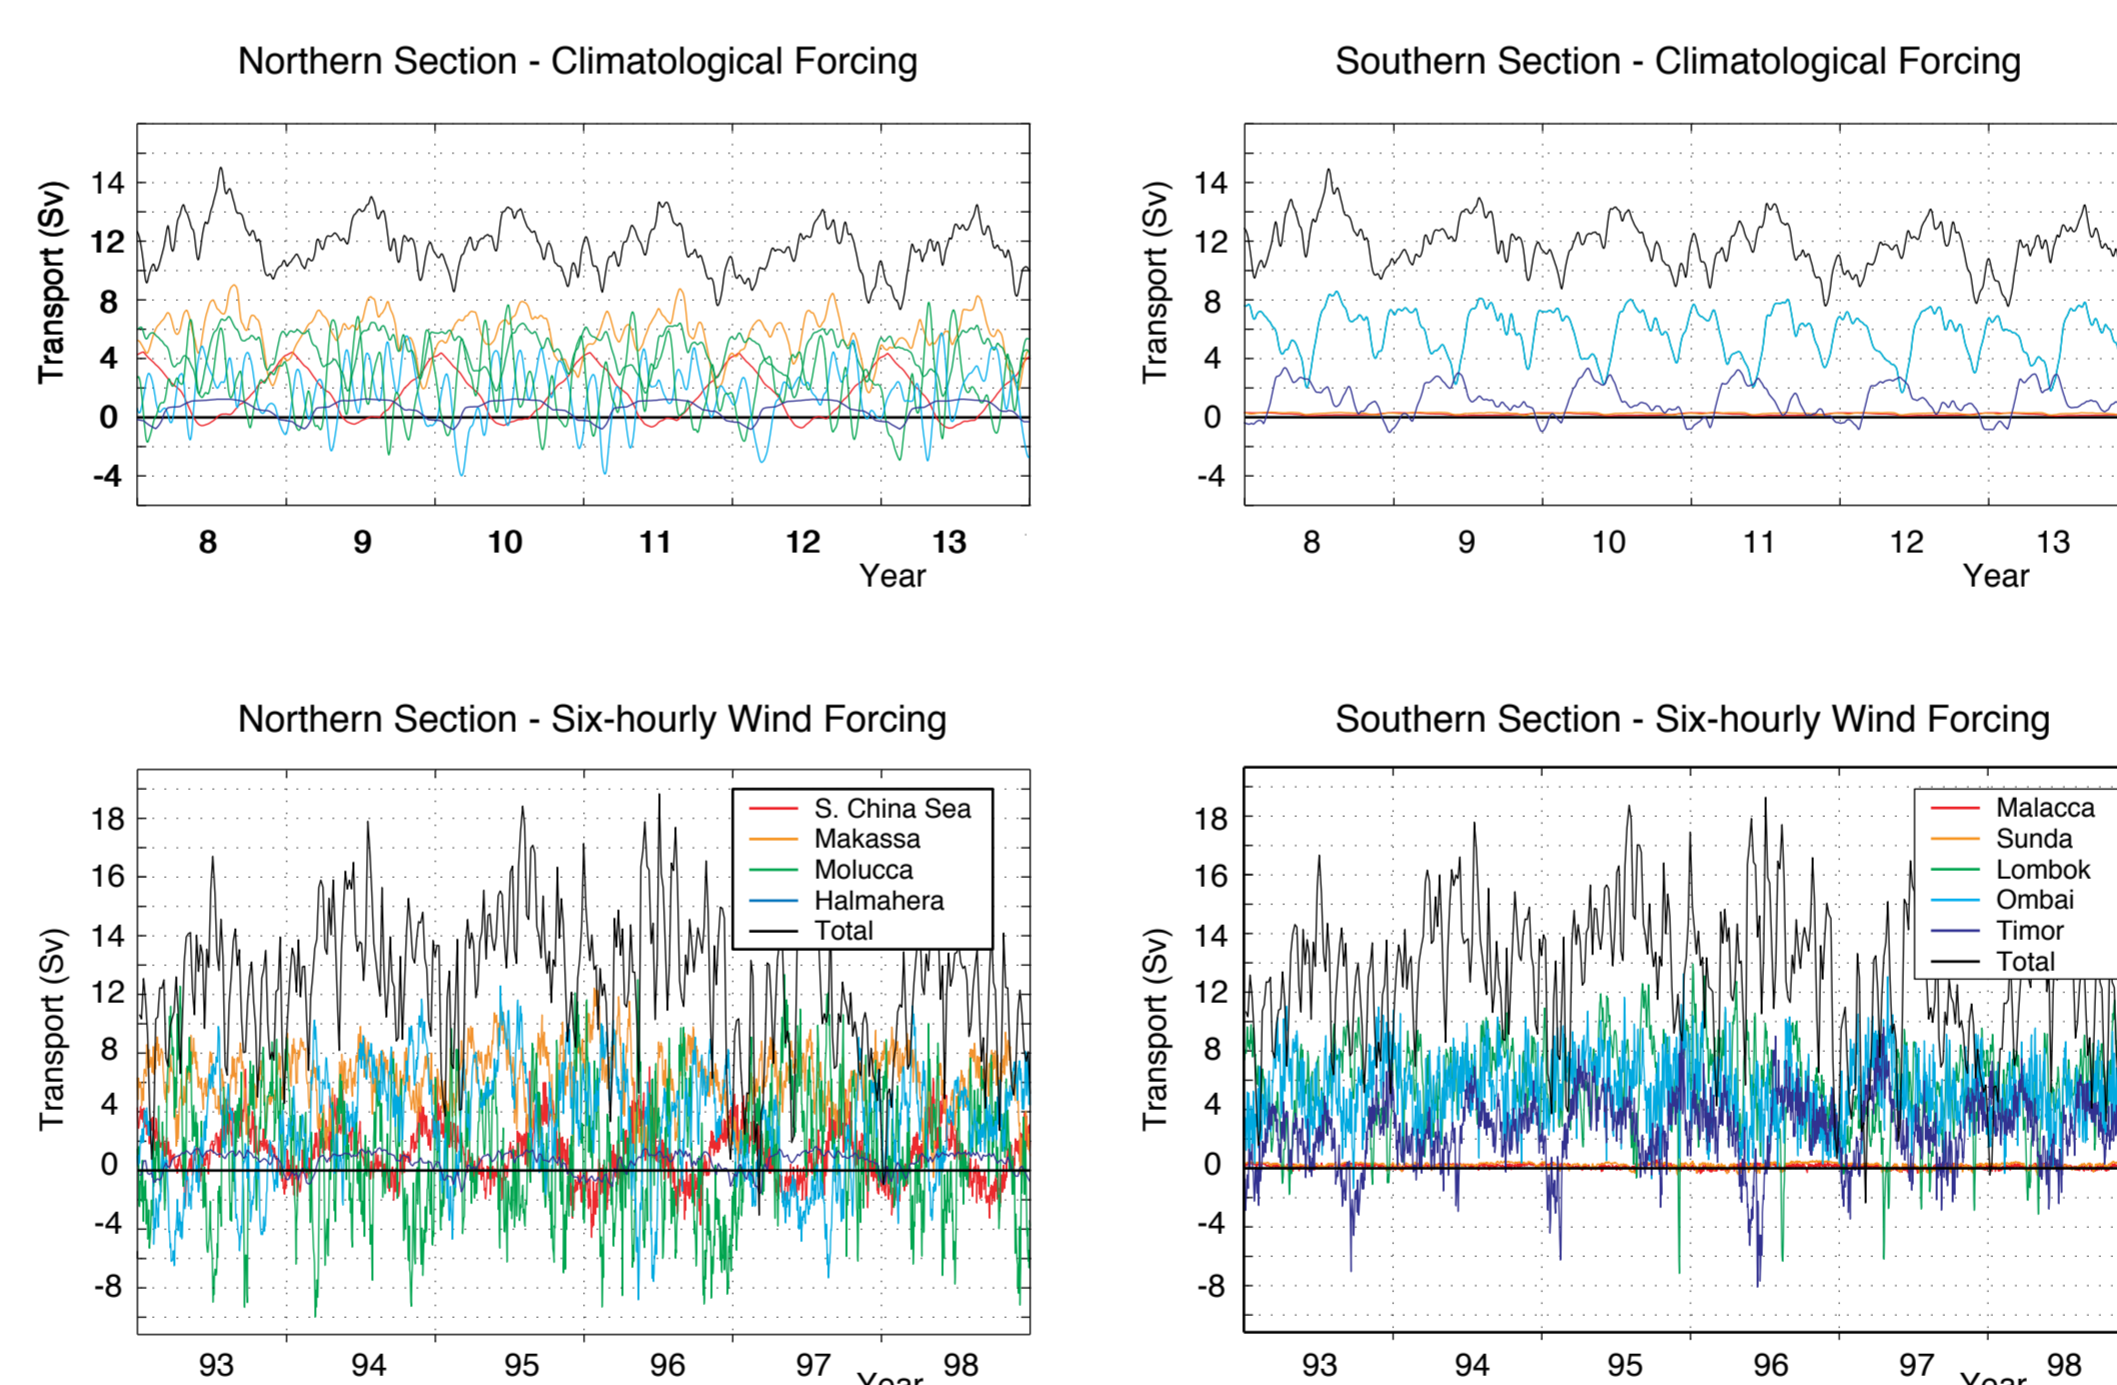 Northern Section - Climatological Forcing
Transport (Sv)
14
12
8
4
0
-4
8 9 10 11 12 13
Year
Southern Section - Climatological Forcing
Transport (Sv)
14
12
8
4
0
-4
8 9 10 11 12 13
Year
Northern Section - Six-hourly Wind Forcing
Transport (Sv)
18
16
14
12
8
4
0
-4
-8
S. China Sea
Makassa
Molucca
Halmahera
Total
93 94 95 96 97 98
Year
Southern Section - Six-hourly Wind Forcing
Transport (Sv)
18
16
14
12
8
4
0
-4
-8
Malacca
Sunda
Lombok
Ombai
Timor
Total
93 94 95 96 97 98
Year